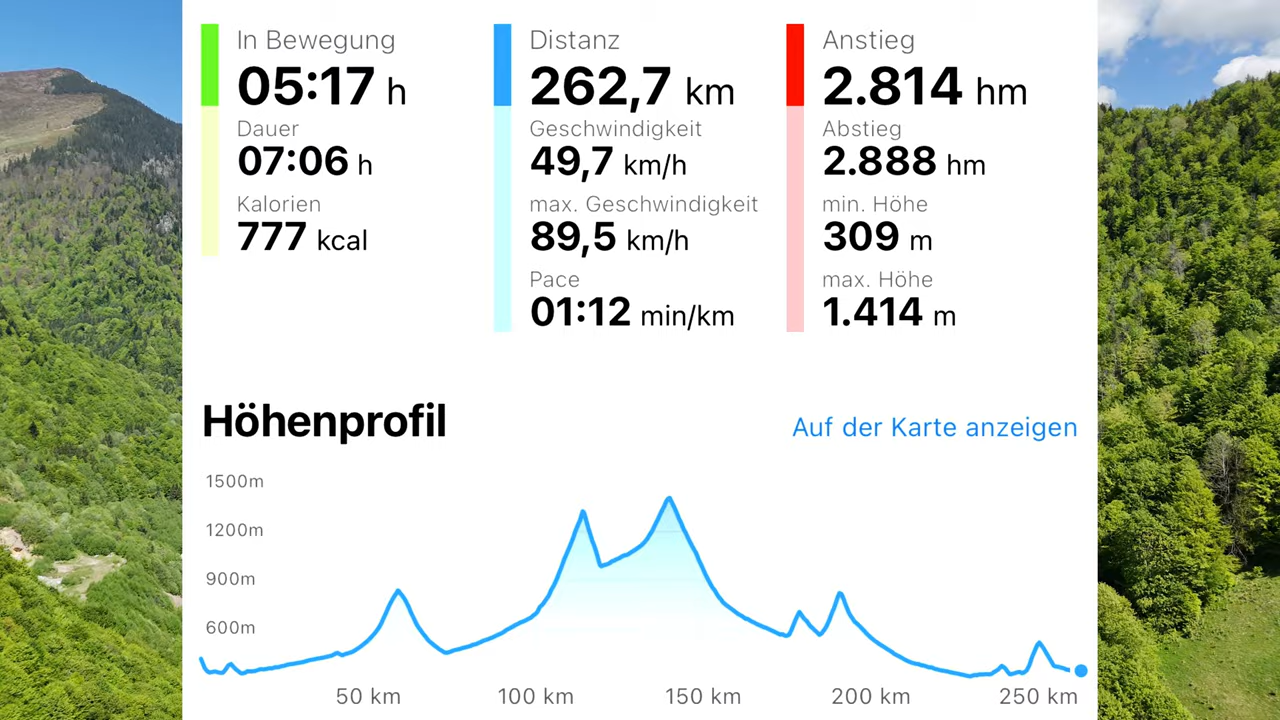 In Bewegung
05:17 h
Dauer
07:06 h
Kalorien
777 kcal
Distanz
262,7 km
Geschwindigkeit
49,7 km/h
max. Geschwindigkeit
89,5 km/h
Pace
01:12 min/km
Anstieg
2.814 hm
Abstieg
2.888 hm
min. Höhe
309 m
max. Höhe
1.414 m
Höhenprofil
Auf der Karte anzeigen
1500m
1200m
900m
600m
50 km 100 km 150 km 200 km 250 km